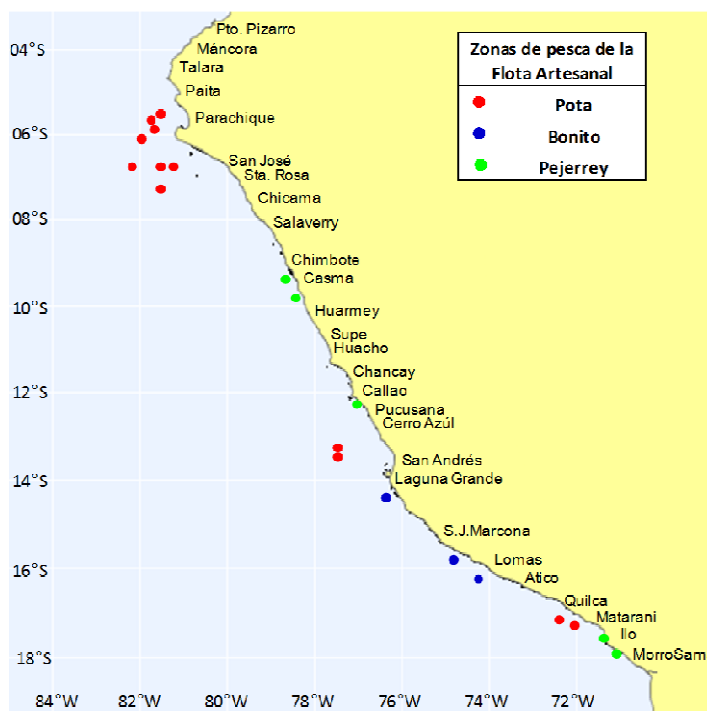 Zonas de pesca de la
Flota Artesanal
Pota
Bonito
Pejerrey
Pto. Pizarro
Máncora
Talara
Paita
Parachique
San José
Sta. Rosa
Chicama
Salaverry
Chimbote
Casma
Huarmey
Supe
Huacho
Chancay
Callao
Pucusana
Cerro Azúl
San Andrés
Laguna Grande
S.J.Marcona
Lomas
Atico
Quilca
Matarani
Ilo
MorroSam
04°S
06°S
08°S
10°S
12°S
14°S
16°S
18°S
84°W 82°W 80°W 78°W 76°W 74°W 72°W